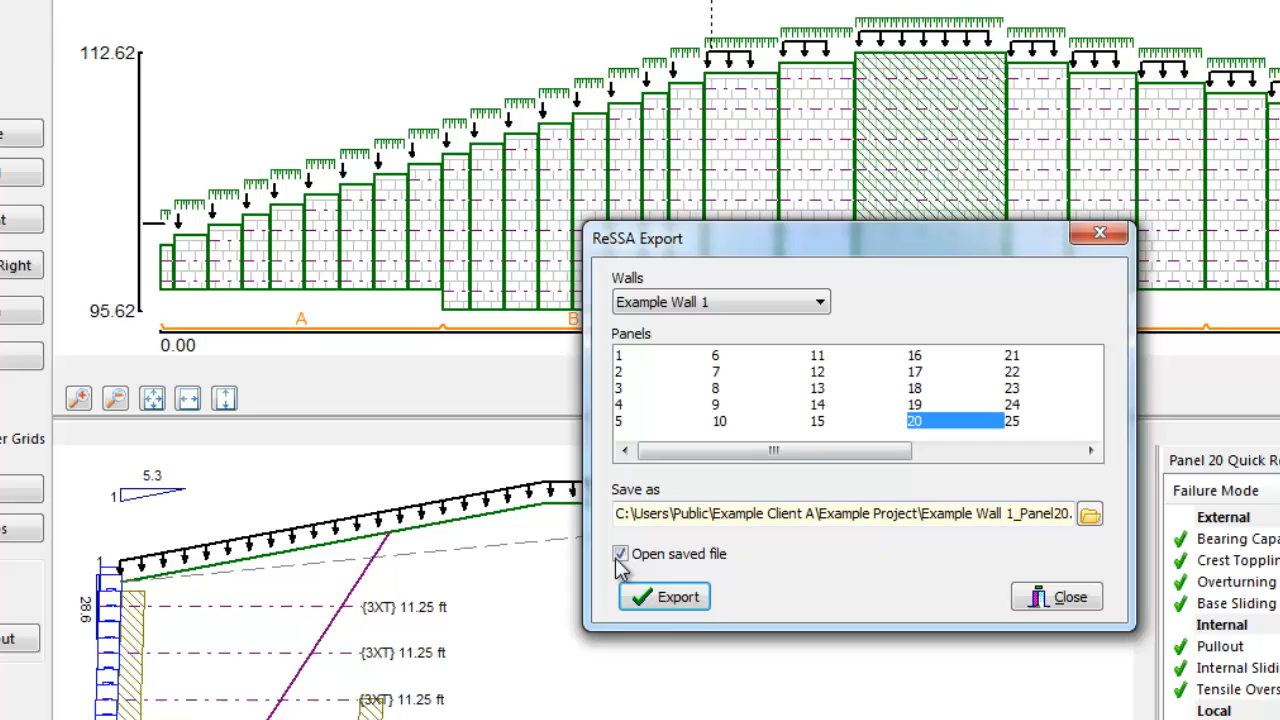 112.62
95.62
A
B
0.00
Right
er Grids
5.3
1
1
28.6
{3XT} 11.25 ft
{3XT} 11.25 ft
{3XT} 11.25 ft
ReSSA Export
Walls
Example Wall 1
Panels
1 6 11 16 21
2 7 12 17 22
3 8 13 18 23
4 9 14 19 24
5 10 15 20 25
Save as
C:\Users\Public\Example Client A\Example Project\Example Wall 1_Panel20.
Open saved file
Export
Close
Panel 20 Quick Re
Failure Mode
External
Bearing Capa
Crest Toppli
Overturning
Base Sliding
Internal
Pullout
Internal Slidi
Tensile Overs
Local